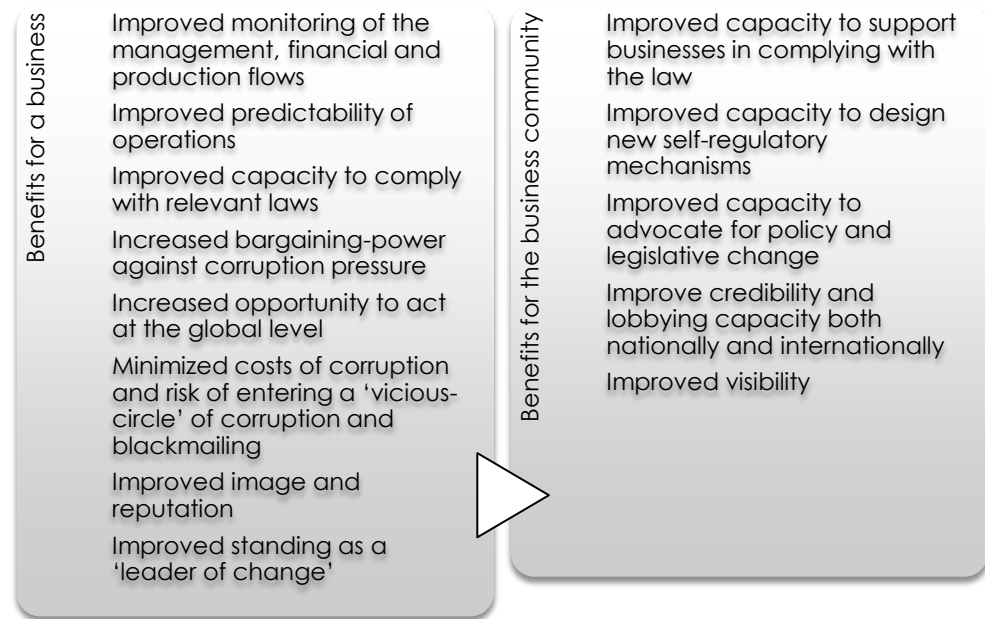 Benefits for a business
Improved monitoring of the
management, financial and
production flows
Improved predictability of
operations
Improved capacity to comply
with relevant laws
Increased bargaining-power
against corruption pressure
Increased opportunity to act
at the global level
Minimized costs of corruption
and risk of entering a ‘vicious-
circle’ of corruption and
blackmailing
Improved image and
reputation
Improved standing as a
‘leader of change’
Benefits for the business community
Improved capacity to support
businesses in complying with
the law
Improved capacity to design
new self-regulatory
mechanisms
Improved capacity to
advocate for policy and
legislative change
Improve credibility and
lobbying capacity both
nationally and internationally
Improved visibility